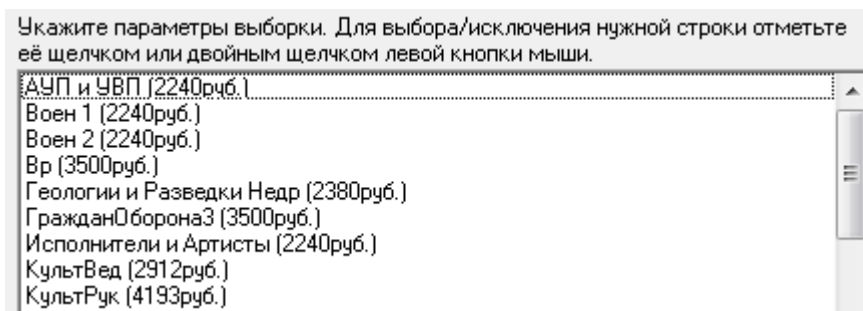 Укажите параметры выборки. Для выбора/исключения нужной строки отметьте
её щелчком или двойным щелчком левой кнопки мыши.
АУП и УВП (2240руб.)
Воен 1 (2240руб.)
Воен 2 (2240руб.)
Вр (3500руб.)
Геологии и Разведки Недр (2380руб.)
ГражданОборона3 (3500руб.)
Исполнители и Артисты (2240руб.)
КультВед (2912руб.)
КультРук (4193руб.)